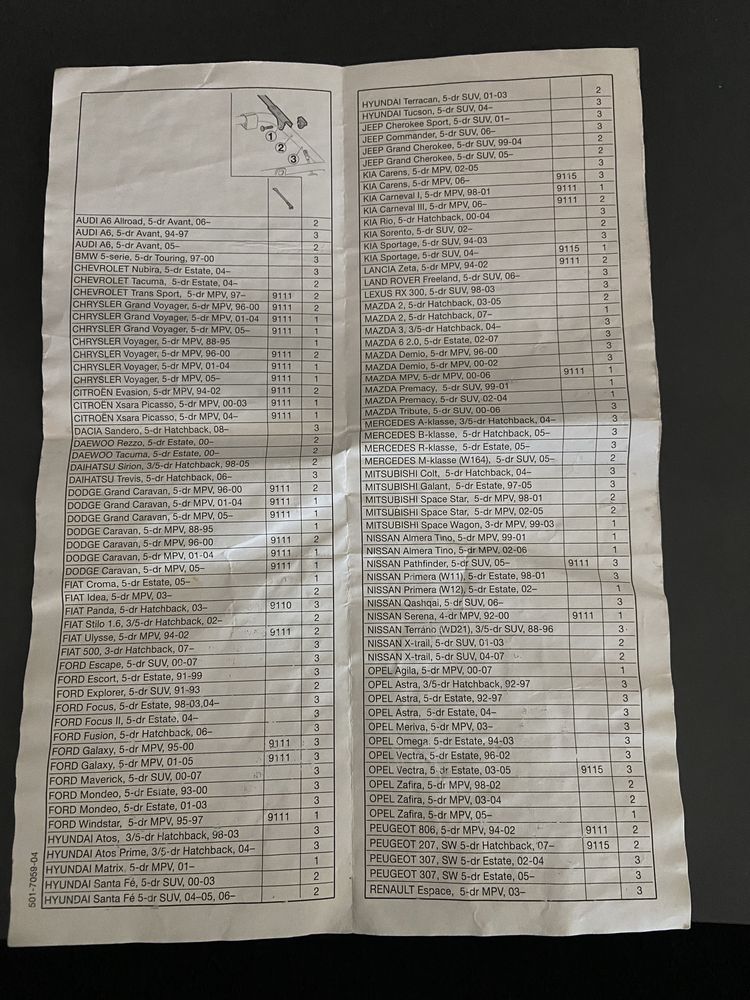 1
2
3
AUDI A6 Allroad, 5-dr Avant, 06– 2
AUDI A6, 5-dr Avant, 94-97 3
AUDI A6, 5-dr Avant, 05– 2
BMW 5-serie, 5-dr Touring, 97-00 3
CHEVROLET Nubira, 5-dr Estate, 04– 3
CHEVROLET Tacuma, 5-dr Estate, 04– 2
CHEVROLET Trans Sport, 5-dr MPV, 97– 9111 2
CHRYSLER Grand Voyager, 5-dr MPV, 96-00 9111 2
CHRYSLER Grand Voyager, 5-dr MPV, 01-04 9111 1
CHRYSLER Grand Voyager, 5-dr MPV, 05– 9111 1
CHRYSLER Voyager, 5-dr MPV, 88-95 1
CHRYSLER Voyager, 5-dr MPV, 96-00 9111 2
CHRYSLER Voyager, 5-dr MPV, 01-04 9111 1
CHRYSLER Voyager, 5-dr MPV, 05– 9111 1
CITROËN Evasion, 5-dr MPV, 94-02 9111 2
CITROËN Xsara Picasso, 5-dr MPV, 00-03 9111 1
CITROËN Xsara Picasso, 5-dr MPV, 04– 9111 1
DACIA Sandero, 5-dr Hatchback, 08– 3
DAEWOO Rezzo, 5-dr Estate, 00– 2
DAEWOO Tacuma, 5-dr Estate, 00– 2
DAIHATSU Sirion, 3/5-dr Hatchback, 98-05 2
DAIHATSU Trevis, 5-dr Hatchback, 06– 3
DODGE Grand Caravan, 5-dr MPV, 96-00 9111 2
DODGE Grand Caravan, 5-dr MPV, 01-04 9111 1
DODGE Grand Caravan, 5-dr MPV, 05– 9111 1
DODGE Caravan, 5-dr MPV, 88-95 1
DODGE Caravan, 5-dr MPV, 96-00 9111 2
DODGE Caravan, 5-dr MPV, 01-04 9111 1
DODGE Caravan, 5-dr MPV, 05– 9111 1
FIAT Croma, 5-dr Estate, 05– 1
FIAT Idea, 5-dr MPV, 03– 2
FIAT Panda, 5-dr Hatchback, 03– 9110 3
FIAT Stilo 1.6, 3/5-dr Hatchback, 02– 2
FIAT Ulysse, 5-dr MPV, 94-02 9111 2
FIAT 500, 3-dr Hatchback, 07– 3
FORD Escape, 5-dr SUV, 00-07 3
FORD Escort, 5-dr Estate, 91-99 3
FORD Explorer, 5-dr SUV, 91-93 2
FORD Focus, 5-dr Estate, 98-03,04– 3
FORD Focus II, 5-dr Estate, 04– 3
FORD Fusion, 5-dr Hatchback, 06– 3
FORD Galaxy, 5-dr MPV, 95-00 9111 3
FORD Galaxy, 5-dr MPV, 01-05 9111 3
FORD Maverick, 5-dr SUV, 00-07 3
FORD Mondeo, 5-dr Estate, 93-00 3
FORD Mondeo, 5-dr Estate, 01-03 3
FORD Windstar, 5-dr MPV, 95-97 9111 1
HYUNDAI Atos, 3/5-dr Hatchback, 98-03 3
HYUNDAI Atos Prime, 3/5-dr Hatchback, 04– 3
HYUNDAI Matrix, 5-dr MPV, 01– 1
HYUNDAI Santa Fé, 5-dr SUV, 00-03 2
HYUNDAI Santa Fé 5-dr SUV, 04–05, 06– 2
501-7059-04
HYUNDAI Terracan, 5-dr SUV, 01-03 2
HYUNDAI Tucson, 5-dr SUV, 04– 3
JEEP Cherokee Sport, 5-dr SUV, 01– 3
JEEP Commander, 5-dr SUV, 06– 2
JEEP Grand Cherokee, 5-dr SUV, 99-04 2
JEEP Grand Cherokee, 5-dr SUV, 05– 2
KIA Carens, 5-dr MPV, 02-05 3
KIA Carens, 5-dr MPV, 06– 9115 3
KIA Carneval I, 5-dr MPV, 98-01 9111 1
KIA Carneval III, 5-dr MPV, 06– 9111 2
KIA Rio, 5-dr Hatchback, 00-04 3
KIA Sorento, 5-dr SUV, 02– 2
KIA Sportage, 5-dr SUV, 94-03 3
KIA Sportage, 5-dr SUV, 04– 9115 1
LANCIA Zeta, 5-dr MPV, 94-02 9111 2
LAND ROVER Freeland, 5-dr SUV, 06– 3
LEXUS RX 300, 5-dr SUV, 98-03 3
MAZDA 2, 5-dr Hatchback, 03-05 2
MAZDA 2, 5-dr Hatchback, 07– 1
MAZDA 3, 3/5-dr Hatchback, 04– 3
MAZDA 6 2.0, 5-dr Estate, 02-07 3
MAZDA Demio, 5-dr MPV, 96-00 3
MAZDA Demio, 5-dr MPV, 00-02 3
MAZDA MPV, 5-dr MPV, 00-06 9111 1
MAZDA Premacy, 5-dr SUV, 99-01 1
MAZDA Premacy, 5-dr SUV, 02-04 1
MAZDA Tribute, 5-dr SUV, 00-06 3
MERCEDES A-klasse, 3/5-dr Hatchback, 04– 3
MERCEDES B-klasse, 5-dr Hatchback, 05– 3
MERCEDES R-klasse, 5-dr Estate, 05– 3
MERCEDES M-klasse (W164), 5-dr SUV, 05– 2
MITSUBISHI Colt, 5-dr Hatchback, 04– 3
MITSUBISHI Galant, 5-dr Estate, 97-05 3
MITSUBISHI Space Star, 5-dr MPV, 98-01 2
MITSUBISHI Space Star, 5-dr MPV, 02-05 2
MITSUBISHI Space Wagon, 3-dr MPV, 99-03 1
NISSAN Almera Tino, 5-dr MPV, 99-01 1
NISSAN Almera Tino, 5-dr MPV, 02-06 1
NISSAN Pathfinder, 5-dr SUV, 05– 9111 3
NISSAN Primera (W11), 5-dr Estate, 98-01 3
NISSAN Primera (W12), 5-dr Estate, 02– 1
NISSAN Qashqai, 5-dr SUV, 06– 3
NISSAN Serena, 4-dr MPV, 92-00 9111 1
NISSAN Terrano (WD21), 3/5-dr SUV, 88-96 3
NISSAN X-trail, 5-dr SUV, 01-03 2
NISSAN X-trail, 5-dr SUV, 04-07 2
OPEL Agila, 5-dr MPV, 00-07 1
OPEL Astra, 3/5-dr Hatchback, 92-97 3
OPEL Astra, 5-dr Estate, 92-97 3
OPEL Astra, 5-dr Estate, 04– 3
OPEL Meriva, 5-dr MPV, 03– 3
OPEL Omega, 5-dr Estate, 94-03 3
OPEL Vectra, 5-dr Estate, 96-02 3
OPEL Vectra, 5-dr Estate, 03-05 9115 3
OPEL Zafira, 5-dr MPV, 98-02 2
OPEL Zafira, 5-dr MPV, 03-04 2
OPEL Zafira, 5-dr MPV, 05– 1
PEUGEOT 806, 5-dr MPV, 94-02 9111 2
PEUGEOT 207, SW 5-dr Hatchback, 07– 9115 2
PEUGEOT 307, SW 5-dr Estate, 02-04 3
PEUGEOT 307, SW 5-dr Estate, 05– 3
RENAULT Espace, 5-dr MPV, 03– 3